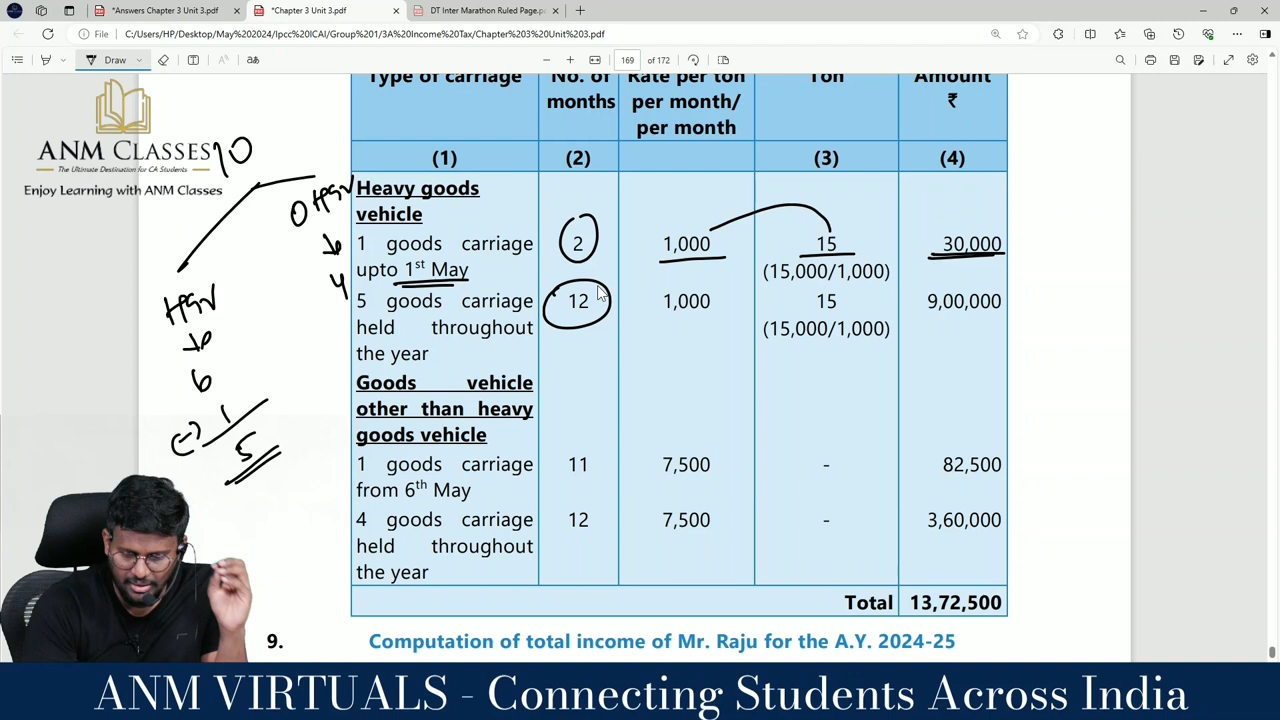 *Answers Chapter 3 Unit 3.pdf
*Chapter 3 Unit 3.pdf
DT Inter Marathon Ruled Page.p
File
C:/Users/HP/Desktop/May%202024/Ipcc%20ICAI/Group%201/3A%20Income%20Tax/Chapter%203%20Unit%203.pdf
Draw
169 of 172
ANM CLASSES
The Ultimate Destination for CA Students
Enjoy Learning with ANM Classes
10
HGV
6
(-) 1
5
O HGV
4
Type of carriage
No. of months
Rate per ton per month/ per month
Ton
Amount ₹
(1)
(2)
(3)
(4)
Heavy goods
vehicle
1 goods carriage
2
1,000
15
30,000
upto 1st May
(15,000/1,000)
5 goods carriage
12
1,000
15
9,00,000
held throughout
(15,000/1,000)
the year
Goods vehicle
other than heavy
goods vehicle
1 goods carriage
11
7,500
-
82,500
from 6th May
4 goods carriage
12
7,500
-
3,60,000
held throughout
the year
Total 13,72,500
9. Computation of total income of Mr. Raju for the A.Y. 2024-25
ANM VIRTUALS - Connecting Students Across India